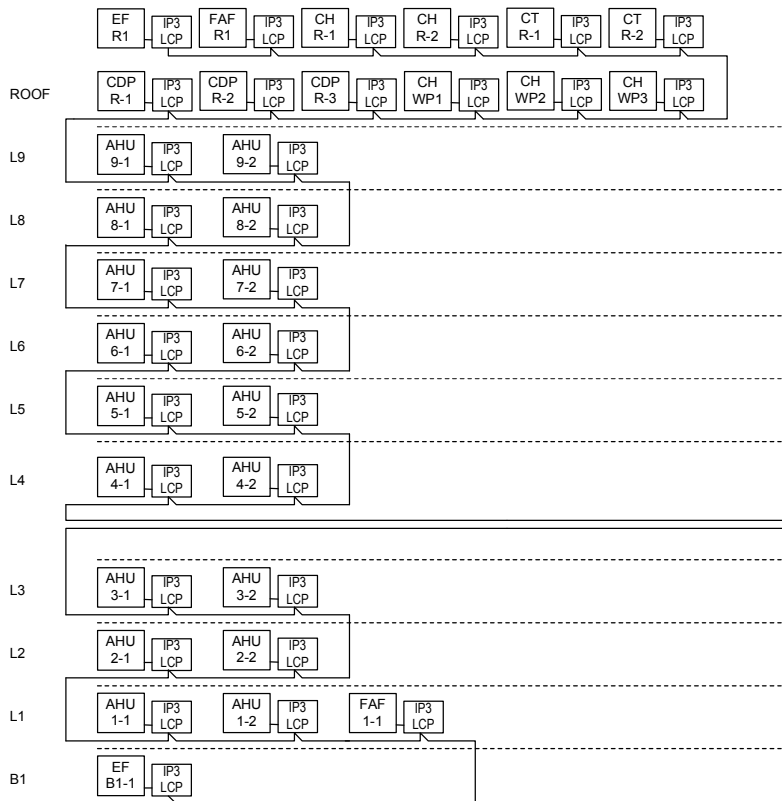 EF R1 IP3 LCP FAF R1 IP3 LCP CH R-1 IP3 LCP CH R-2 IP3 LCP CT R-1 IP3 LCP CT R-2 IP3 LCP
ROOF CDP R-1 IP3 LCP CDP R-2 IP3 LCP CDP R-3 IP3 LCP CH WP1 IP3 LCP CH WP2 IP3 LCP CH WP3 IP3 LCP
L9 AHU 9-1 IP3 LCP AHU 9-2 IP3 LCP
L8 AHU 8-1 IP3 LCP AHU 8-2 IP3 LCP
L7 AHU 7-1 IP3 LCP AHU 7-2 IP3 LCP
L6 AHU 6-1 IP3 LCP AHU 6-2 IP3 LCP
L5 AHU 5-1 IP3 LCP AHU 5-2 IP3 LCP
L4 AHU 4-1 IP3 LCP AHU 4-2 IP3 LCP
L3 AHU 3-1 IP3 LCP AHU 3-2 IP3 LCP
L2 AHU 2-1 IP3 LCP AHU 2-2 IP3 LCP
L1 AHU 1-1 IP3 LCP AHU 1-2 IP3 LCP FAF 1-1 IP3 LCP
B1 EF B1-1 IP3 LCP